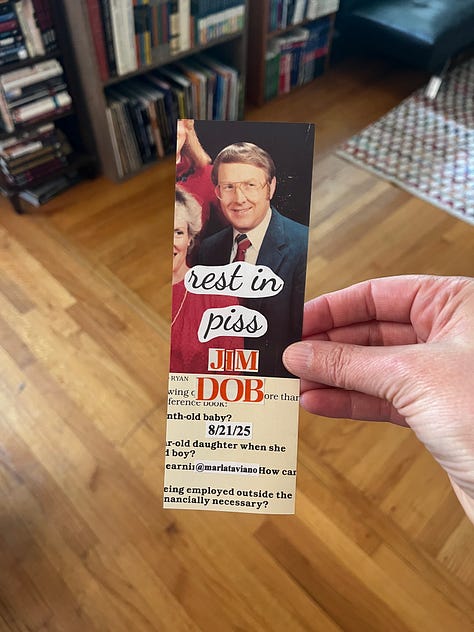 rest in
piss
JIM
DOB
RYAN
wing ore than
ference book!
nth-old baby?
8/21/25
r-old daughter when she
d boy?
earni @marlataviano How can
eing employed outside the
nancially necessary?